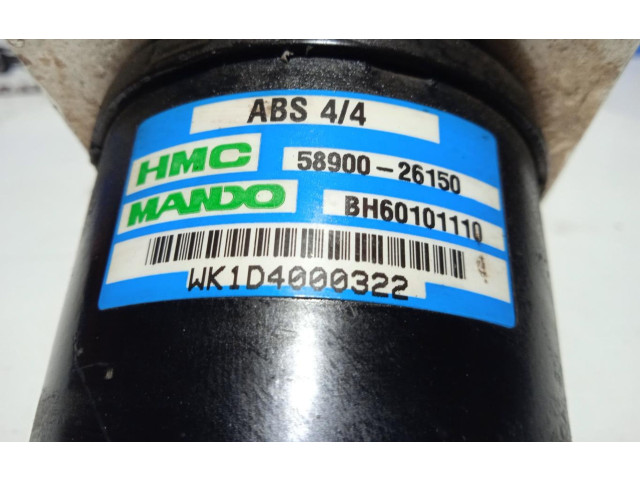 ABS 4/4
HMC 58900-26150
MANDO BH60101110
WK1D4000322